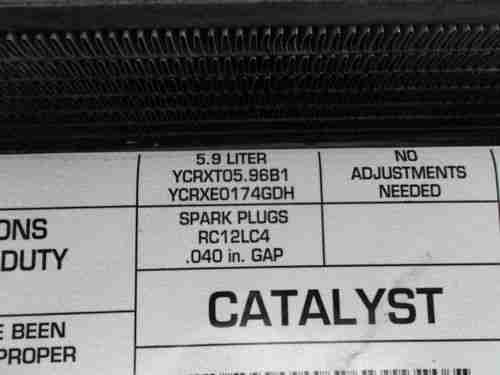 5.9 LITER
YCRXT05.96B1
YCRXE0174GDH
NO
ADJUSTMENTS
NEEDED
ONS
DUTY
SPARK PLUGS
RC12LC4
.040 in. GAP
CATALYST
E BEEN
PROPER